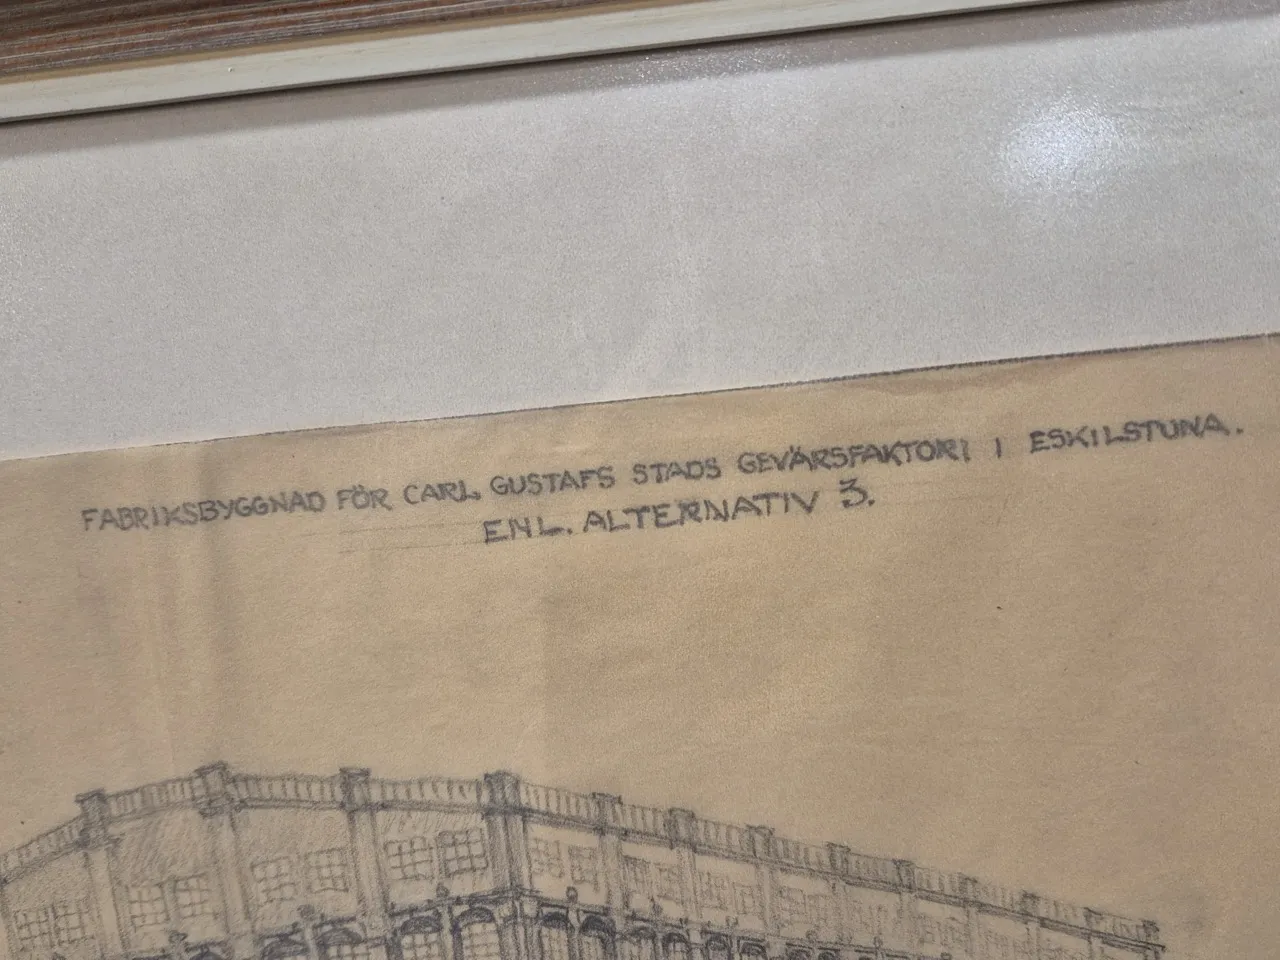 FABRIKSBYGGNAD FÖR CARL GUSTAFS STADS GEVÄRSFAKTORI I ESKILSTUNA.
ENL. ALTERNATIV 3.